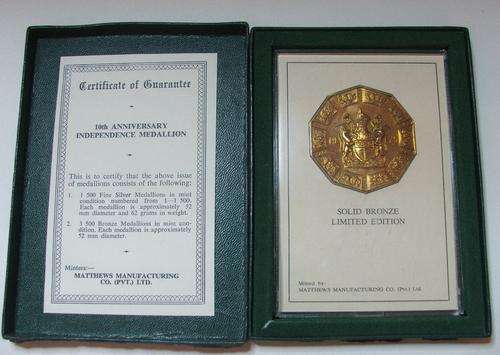 Certificate of Guarantee
10th ANNIVERSARY
INDEPENDENCE MEDALLION
This is to certify that the above issue
of medallions consists of the following:
1. 1 500 Fine Silver Medallions in mint
condition numbered from 1—1 500.
Each medallion is approximately 52
mm diameter and 62 grams in weight.
2. 3 500 Bronze Medallions in mint con-
dition. Each medallion is approximately
52 mm diameter.
Minters:—
MATTHEWS MANUFACTURING
CO. (PVT.) LTD.
SOLID BRONZE
LIMITED EDITION
Minted by:
MATTHEWS MANUFACTURING CO. (Pvt.) Ltd.